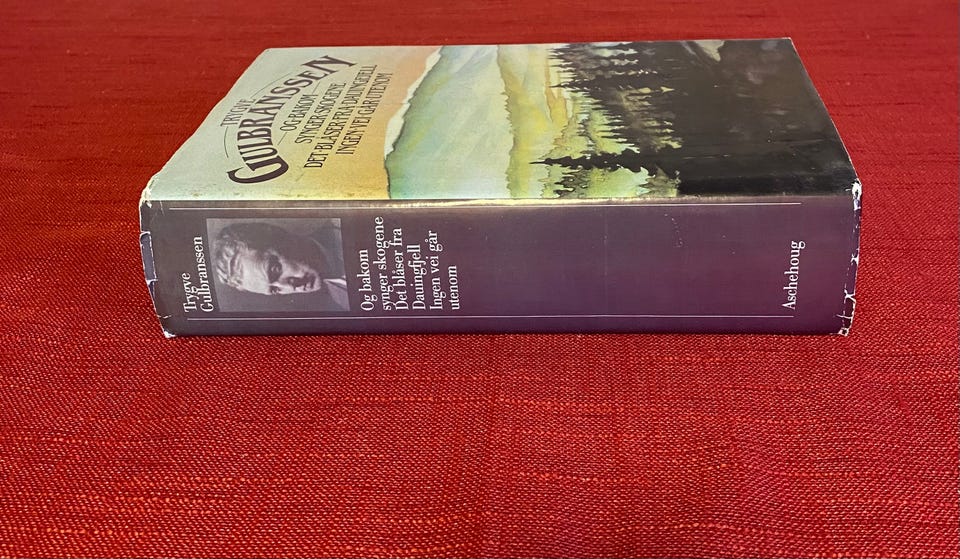 TRYGVE
GULBRANSSEN
OG BAKOM
SYNGER SKOGENE
DET BLÅSER FRA DAUINGFJELL
INGEN VEI GÅR UTENOM
Trygve
Gulbranssen
Og bakom
synger skogene
Det blåser fra
Dauingfjell
Ingen vei går
utenom
Aschehoug